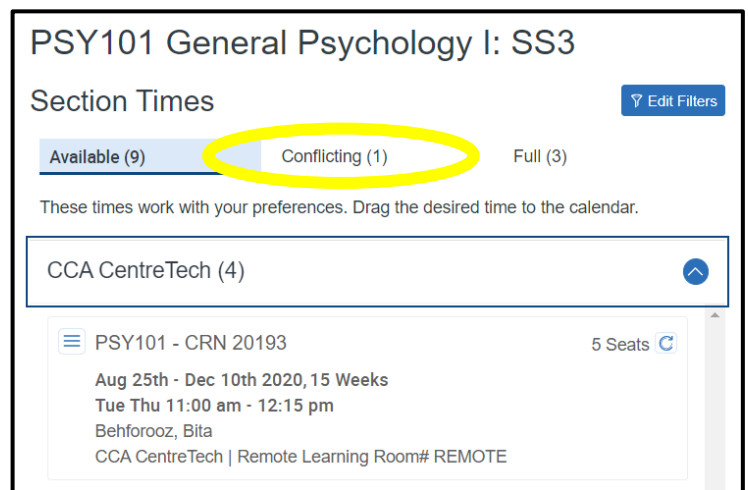 PSY101 General Psychology I: SS3
Section Times
Edit Filters
Available (9) Conflicting (1) Full (3)
These times work with your preferences. Drag the desired time to the calendar.
CCA CentreTech (4)
PSY101 - CRN 20193 5 Seats
Aug 25th - Dec 10th 2020, 15 Weeks
Tue Thu 11:00 am - 12:15 pm
Behforooz, Bita
CCA CentreTech | Remote Learning Room# REMOTE